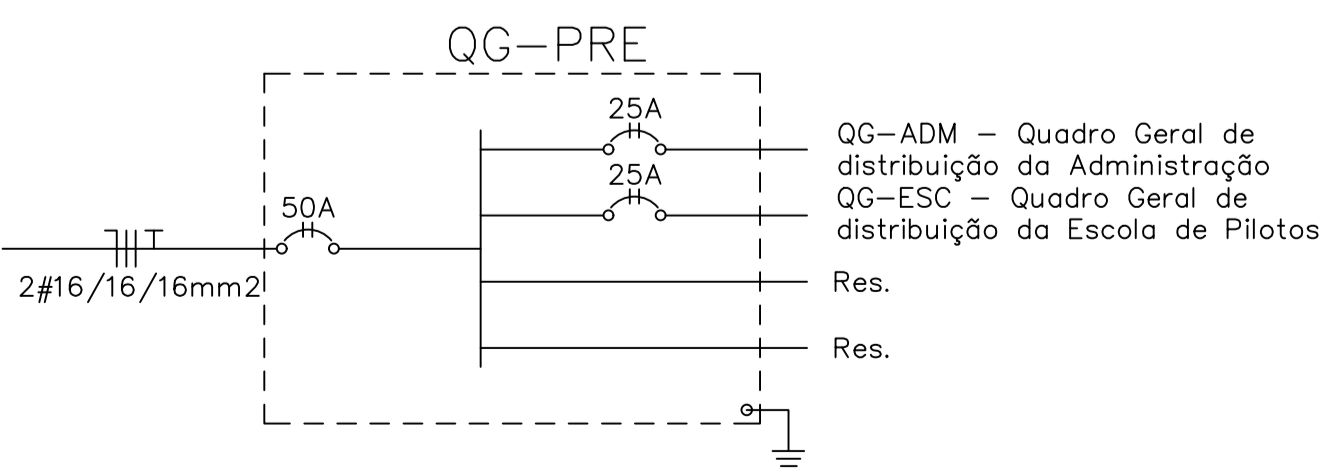 QG-PRE
25A
QG-ADM - Quadro Geral de
distribuição da Administração
25A
QG-ESC - Quadro Geral de
distribuição da Escola de Pilotos
50A
2#16/16/16mm2
Res.
Res.